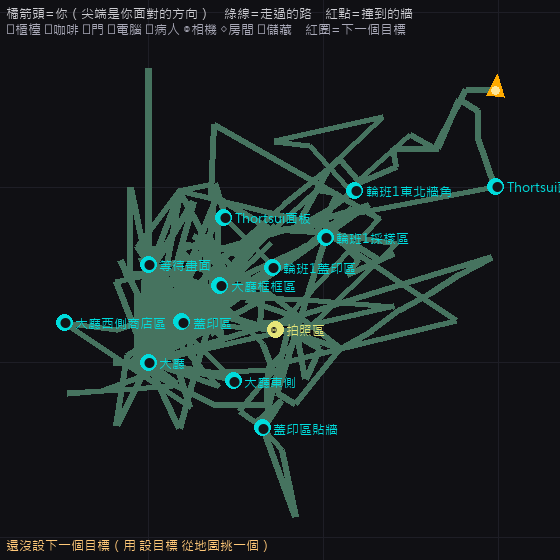 橘箭頭=你（尖端是你面對的方向）　綠線=走過的路　紅點=撞到的牆
櫃檯 咖啡 門 電腦 病人 相機 ◇房間 儲藏　紅圈=下一個目標
輪班1東北牆角
Thortsui
Thortsui面板
輪班1採樣區
等待畫面
輪班1蓋印區
大廳框框區
大廳西側商店區
蓋印區
拍照區
大廳
大廳東側
蓋印區貼牆
還沒設下一個目標（用 設目標 從地圖挑一個）